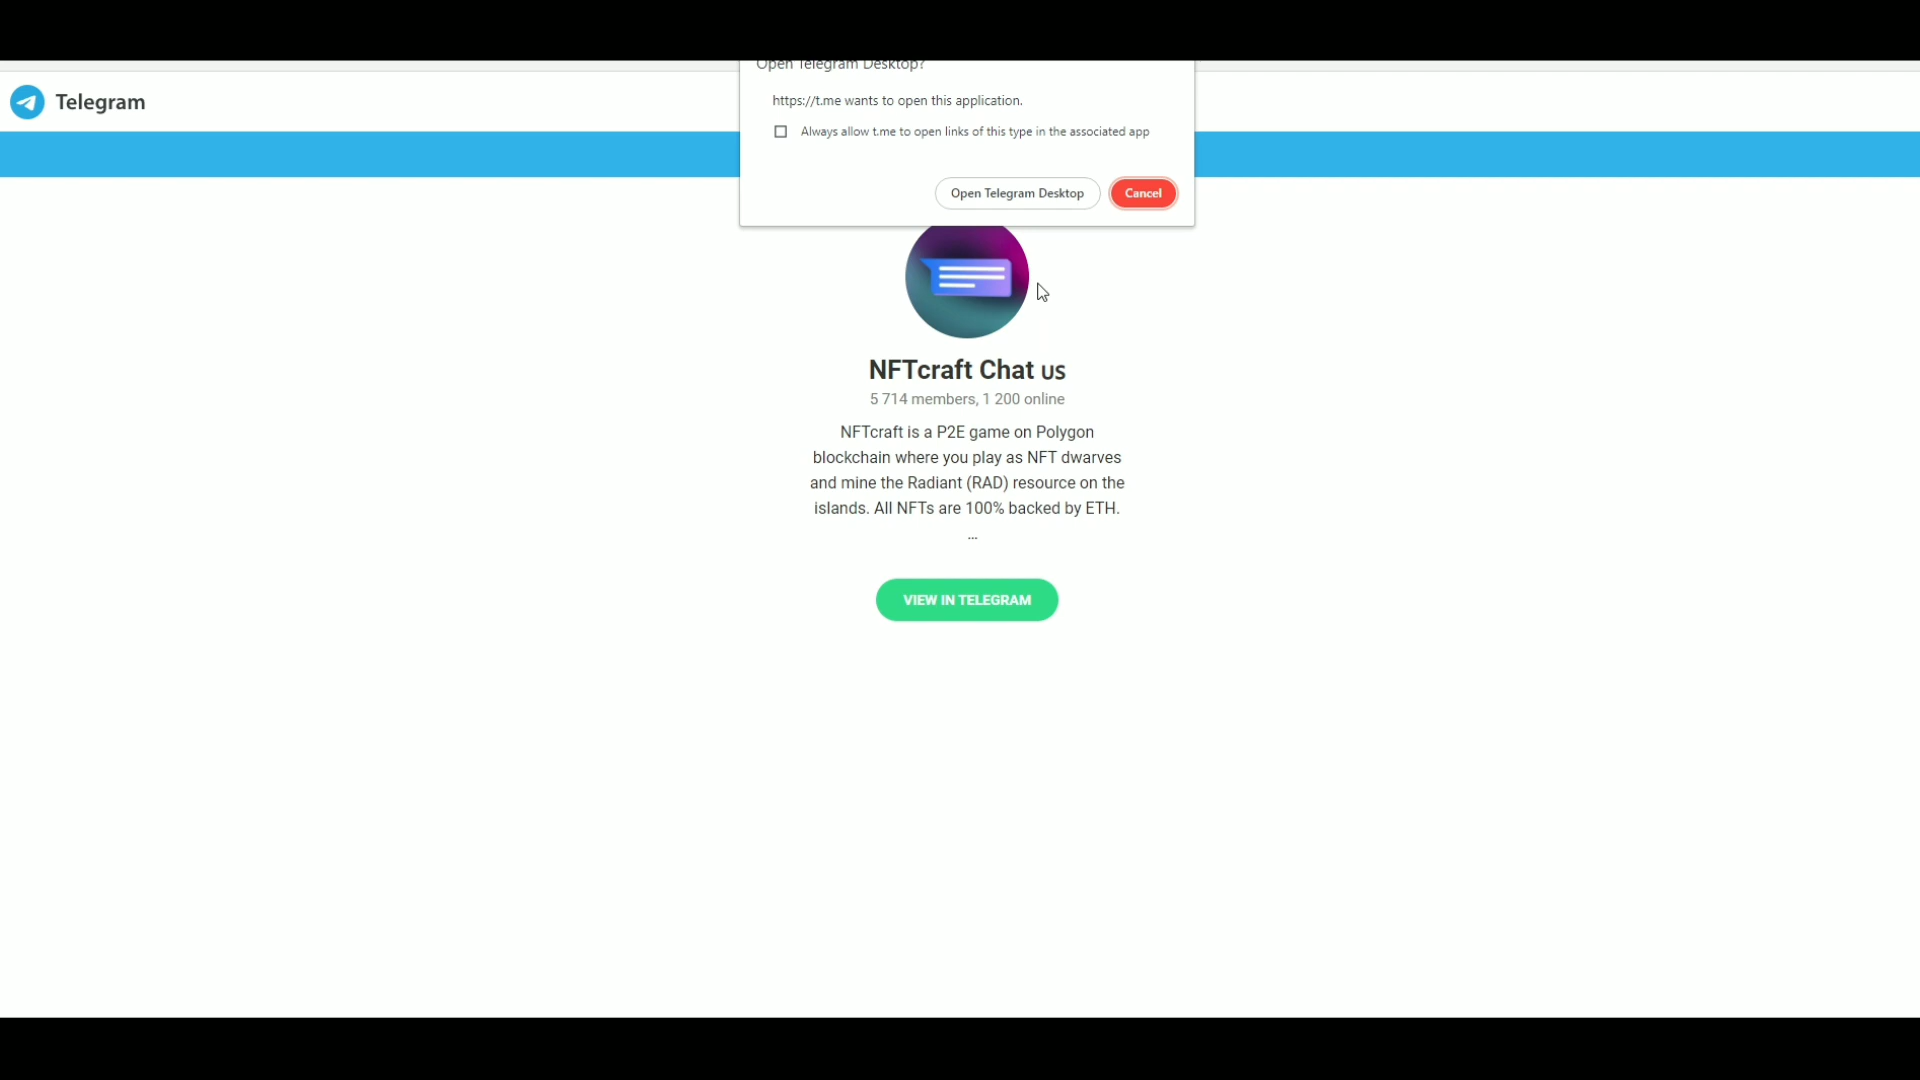 Open Telegram Desktop?
Telegram
https://t.me wants to open this application.
Always allow t.me to open links of this type in the associated app
Open Telegram Desktop
Cancel
NFTcraft Chat US
5 714 members, 1 200 online
NFTcraft is a P2E game on Polygon
blockchain where you play as NFT dwarves
and mine the Radiant (RAD) resource on the
islands. All NFTs are 100% backed by ETH.
...
VIEW IN TELEGRAM